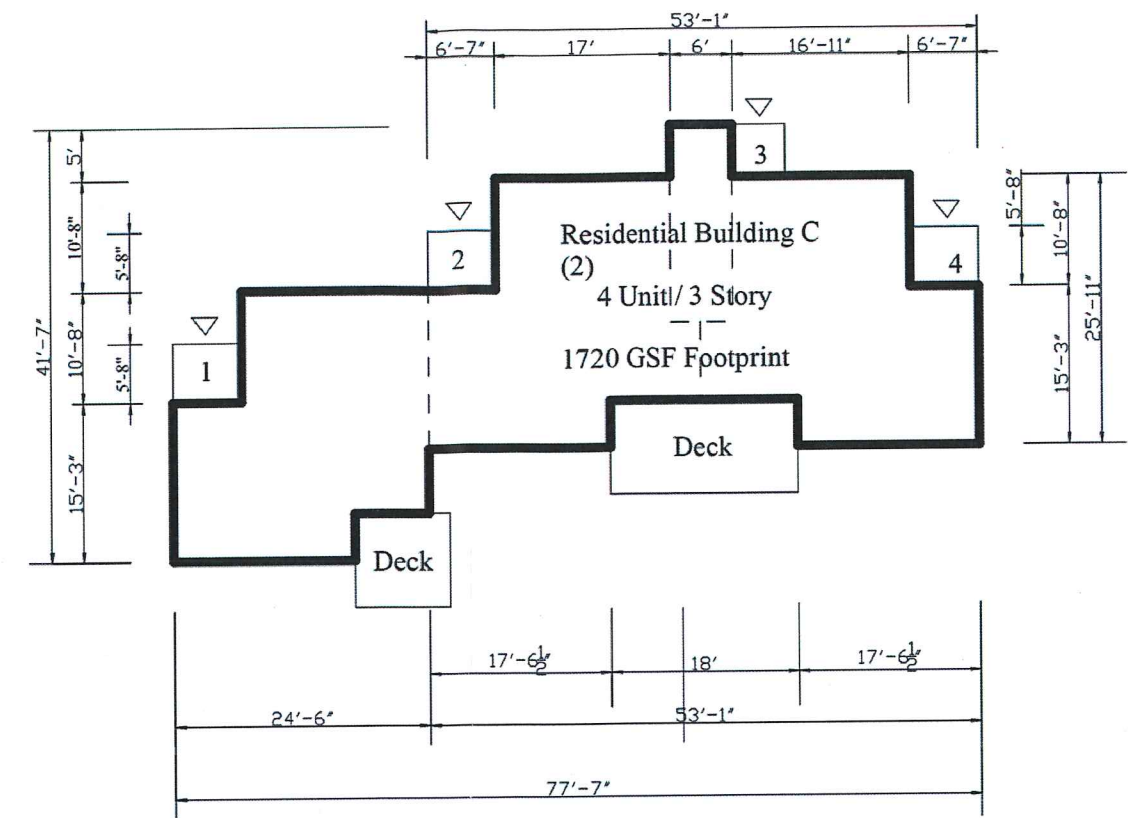 53'-1"
6'-7" 17' 6' 16'-11" 6'-7"
5'
3
10'-8"
5'-8"
5'-8"
10'-8"
2
Residential Building C
(2)
4
4 Unit / 3 Story
41'-7"
10'-8"
5'-8"
1
1720 GSF Footprint
15'-3"
25'-11"
Deck
15'-3"
Deck
17'-6½" 18' 17'-6½"
24'-6" 53'-1"
77'-7"